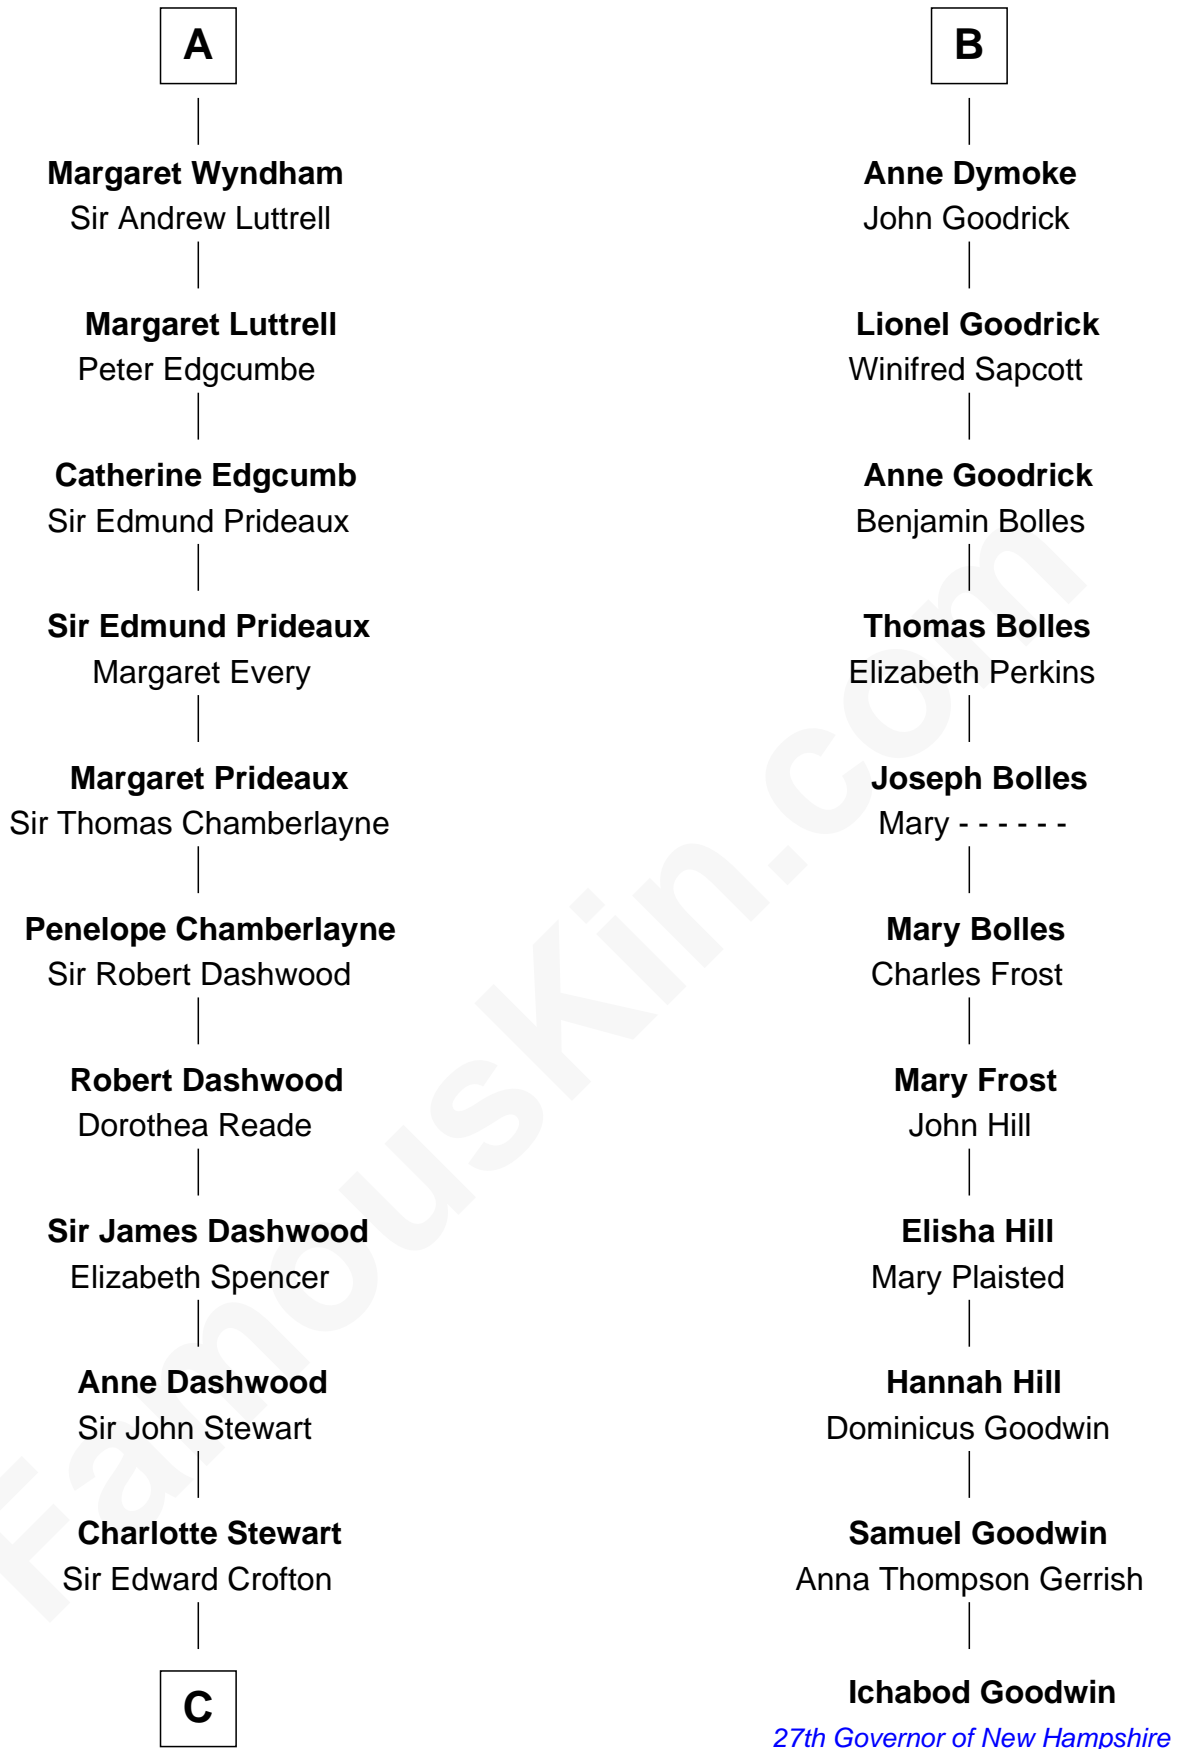 A
Margaret Wyndham
Sir Andrew Luttrell
Margaret Luttrell
Peter Edgcumbe
Catherine Edgcumb
Sir Edmund Prideaux
Sir Edmund Prideaux
Margaret Every
Margaret Prideaux
Sir Thomas Chamberlayne
Penelope Chamberlayne
Sir Robert Dashwood
Robert Dashwood
Dorothea Reade
Sir James Dashwood
Elizabeth Spencer
Anne Dashwood
Sir John Stewart
Charlotte Stewart
Sir Edward Crofton
C
B
Anne Dymoke
John Goodrick
Lionel Goodrick
Winifred Sapcott
Anne Goodrick
Benjamin Bolles
Thomas Bolles
Elizabeth Perkins
Joseph Bolles
Mary - - - - - -
Mary Bolles
Charles Frost
Mary Frost
John Hill
Elisha Hill
Mary Plaisted
Hannah Hill
Dominicus Goodwin
Samuel Goodwin
Anna Thompson Gerrish
Ichabod Goodwin
27th Governor of New Hampshire
FamousKin.com